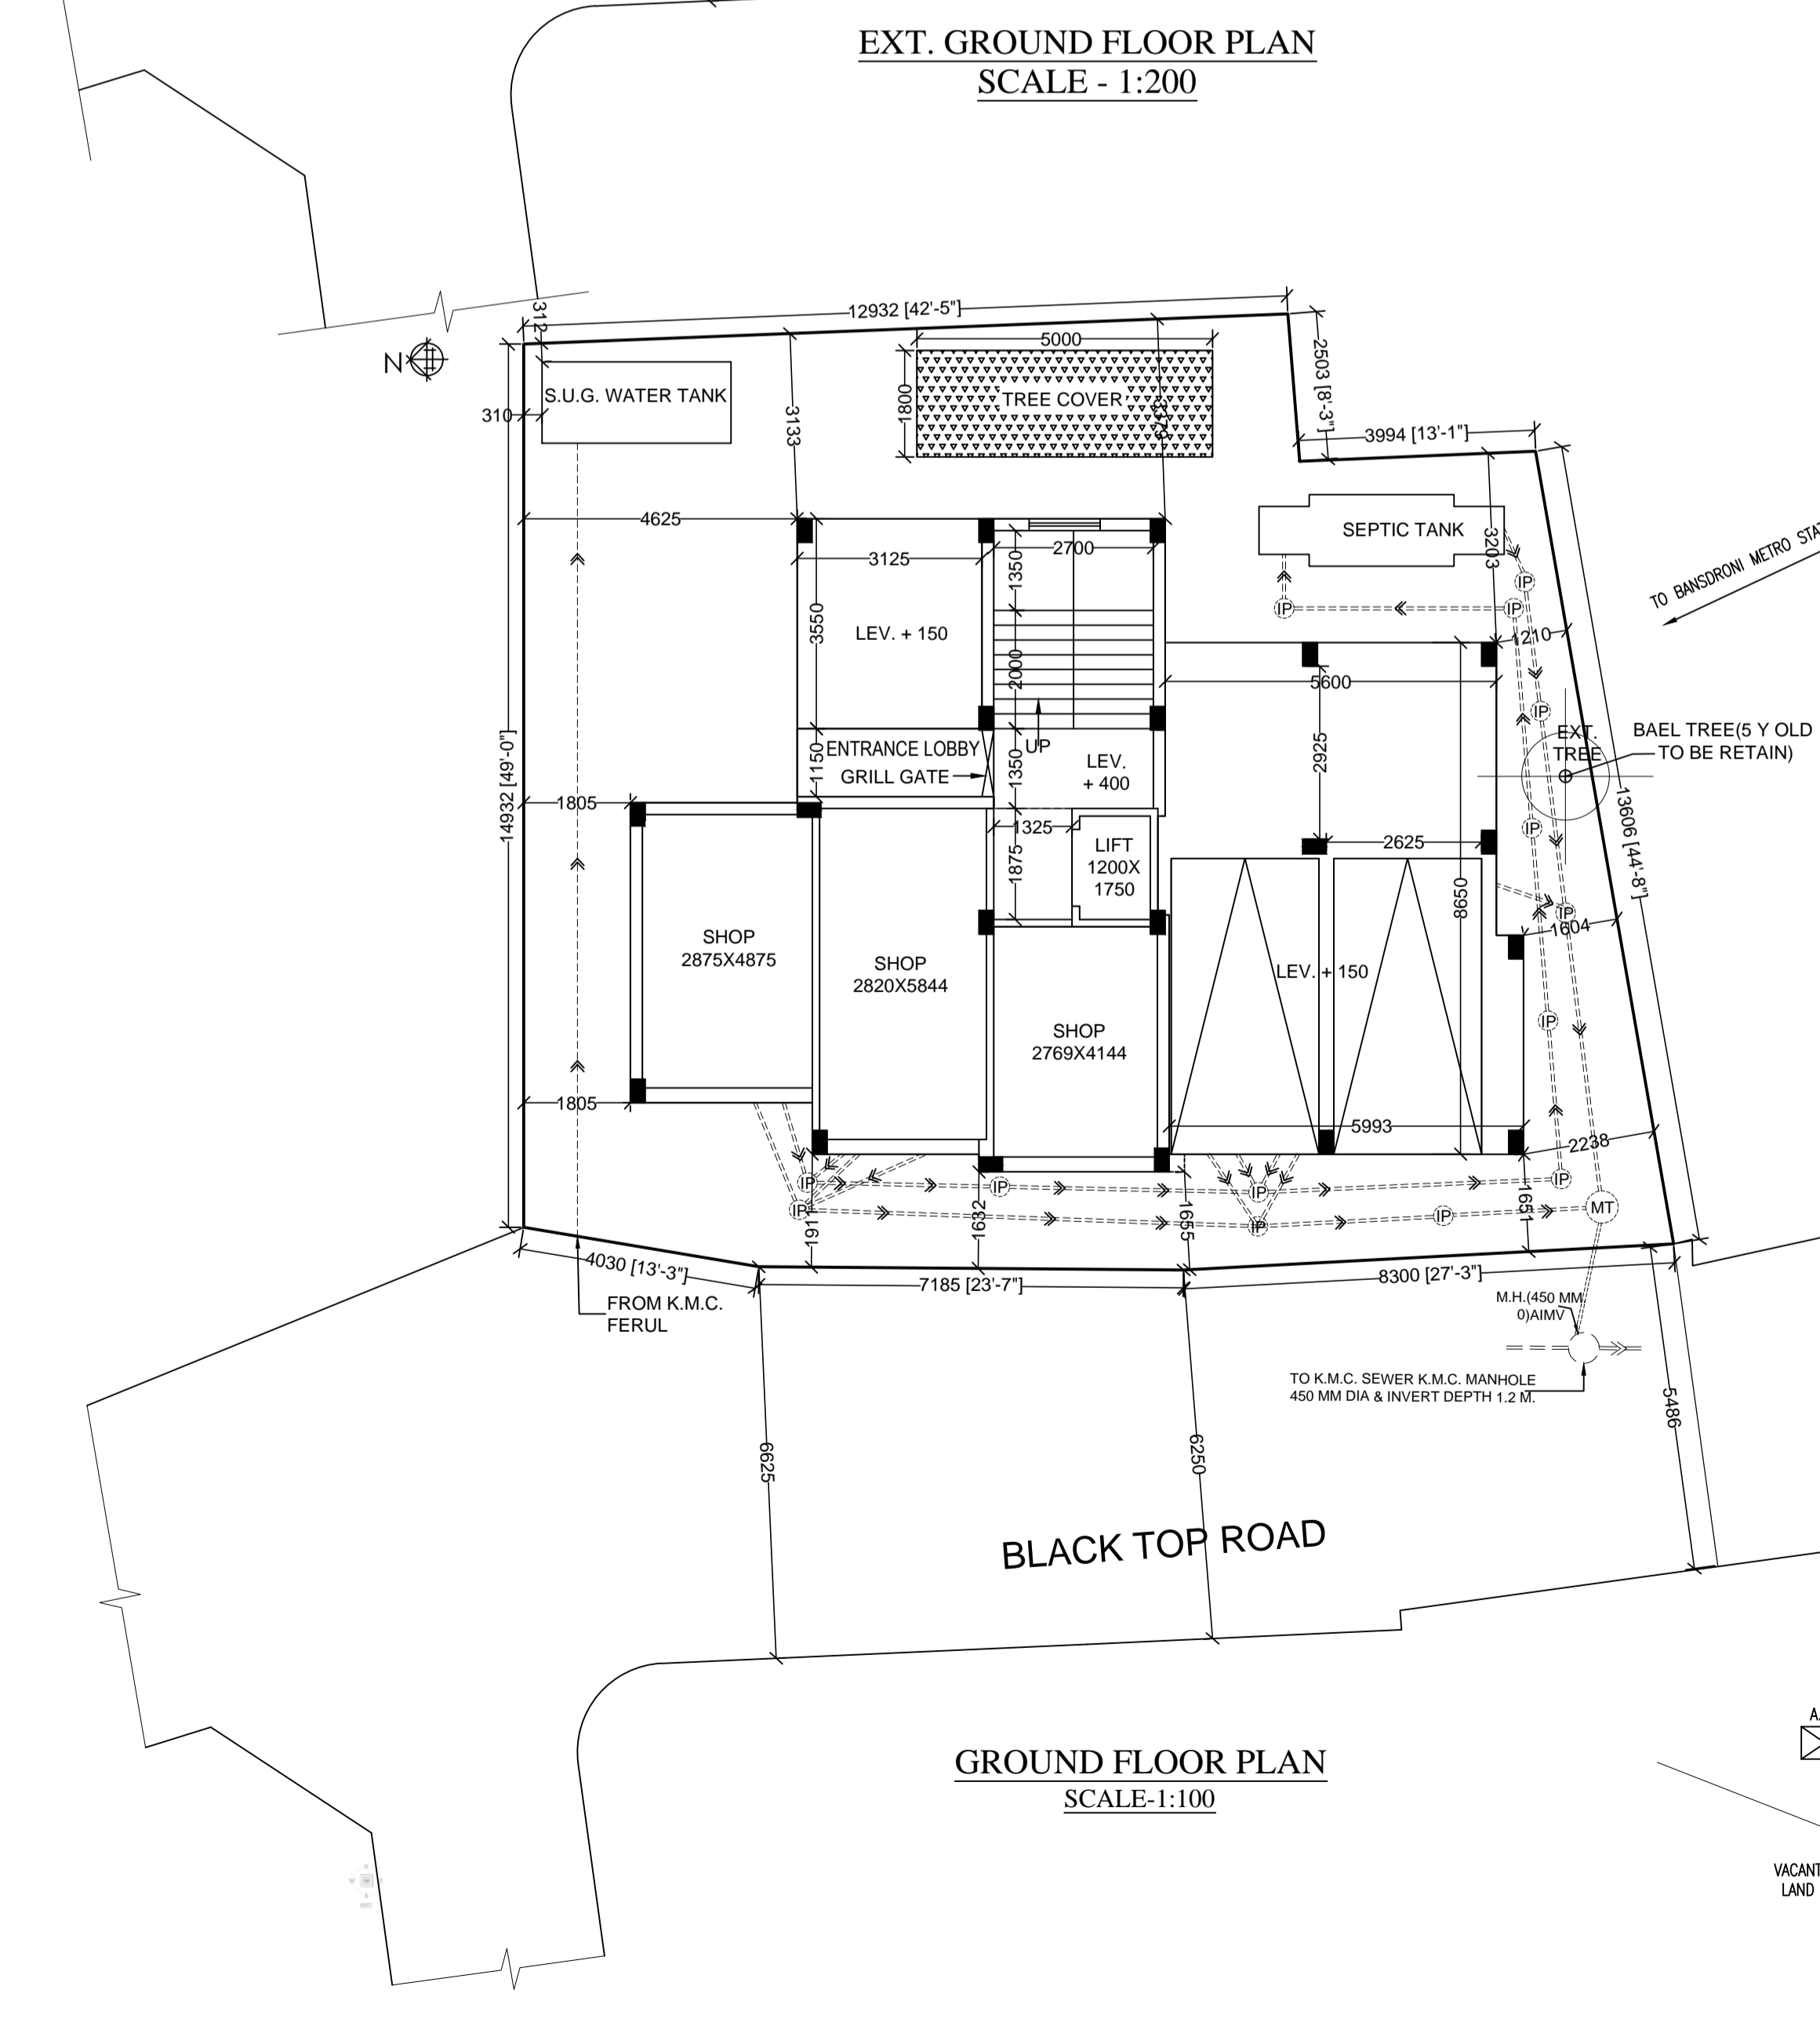 EXT. GROUND FLOOR PLAN
SCALE - 1:200
312
12932 [42'-5"]
N
S.U.G. WATER TANK
310
3133
5000
1800
TREE COVER
3379
2503 [8'-3"]
3994 [13'-1"]
SEPTIC TANK
3203
IP
IP
IP
TO BANSDRONI METRO
4625
3125
2700
1350
3550
LEV. + 150
2000
1210
5600
IP
BAEL TREE(5 Y OLD
TO BE RETAIN)
EXT.
TREE
14932 [49'-0"]
1150
ENTRANCE LOBBY
GRILL GATE
UP
1350
LEV.
+ 400
2925
1805
1325
1875
LIFT
1200X
1750
2625
IP
13606 [44'-8"]
8650
IP
1604
SHOP
2875X4875
SHOP
2820X5844
SHOP
2769X4144
LEV. + 150
IP
1805
5993
2238
IP
IP
IP
IP
IP
IP
IP
MT
1911
1632
1655
1651
4030 [13'-3"]
7185 [23'-7"]
8300 [27'-3"]
FROM K.M.C.
FERUL
M.H.(450 MM.
0)AIMV
TO K.M.C. SEWER K.M.C. MANHOLE
450 MM DIA & INVERT DEPTH 1.2 M.
6625
6250
5486
BLACK TOP ROAD
GROUND FLOOR PLAN
SCALE-1:100
VACANT
LAND